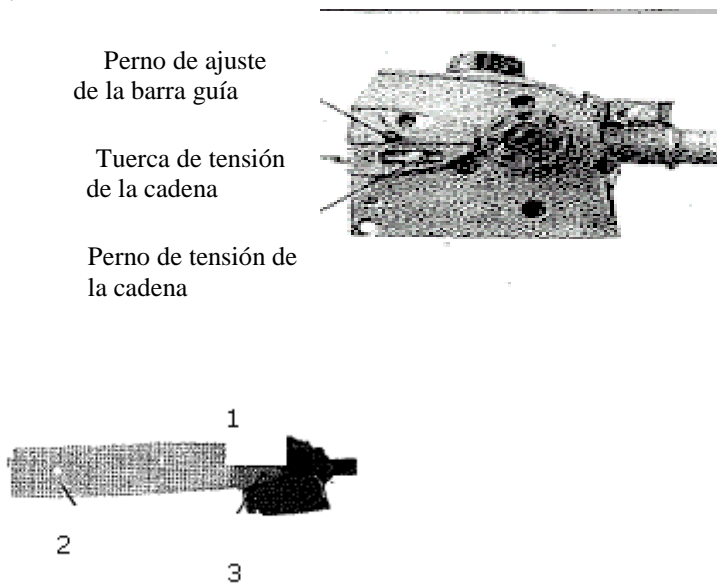 Perno de ajuste
de la barra guía
Tuerca de tensión
de la cadena
Perno de tensión de
la cadena
1
2
3